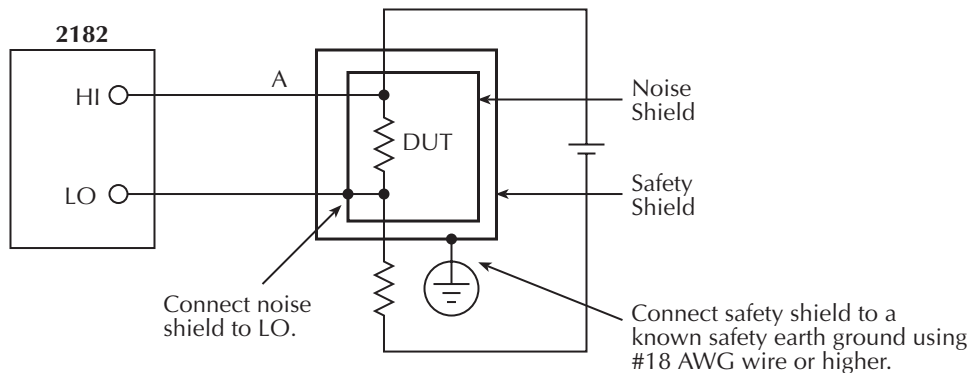 2182
A
HI
DUT
LO
Noise
Shield
Safety
Shield
Connect noise
shield to LO.
Connect safety shield to a
known safety earth ground using
#18 AWG wire or higher.